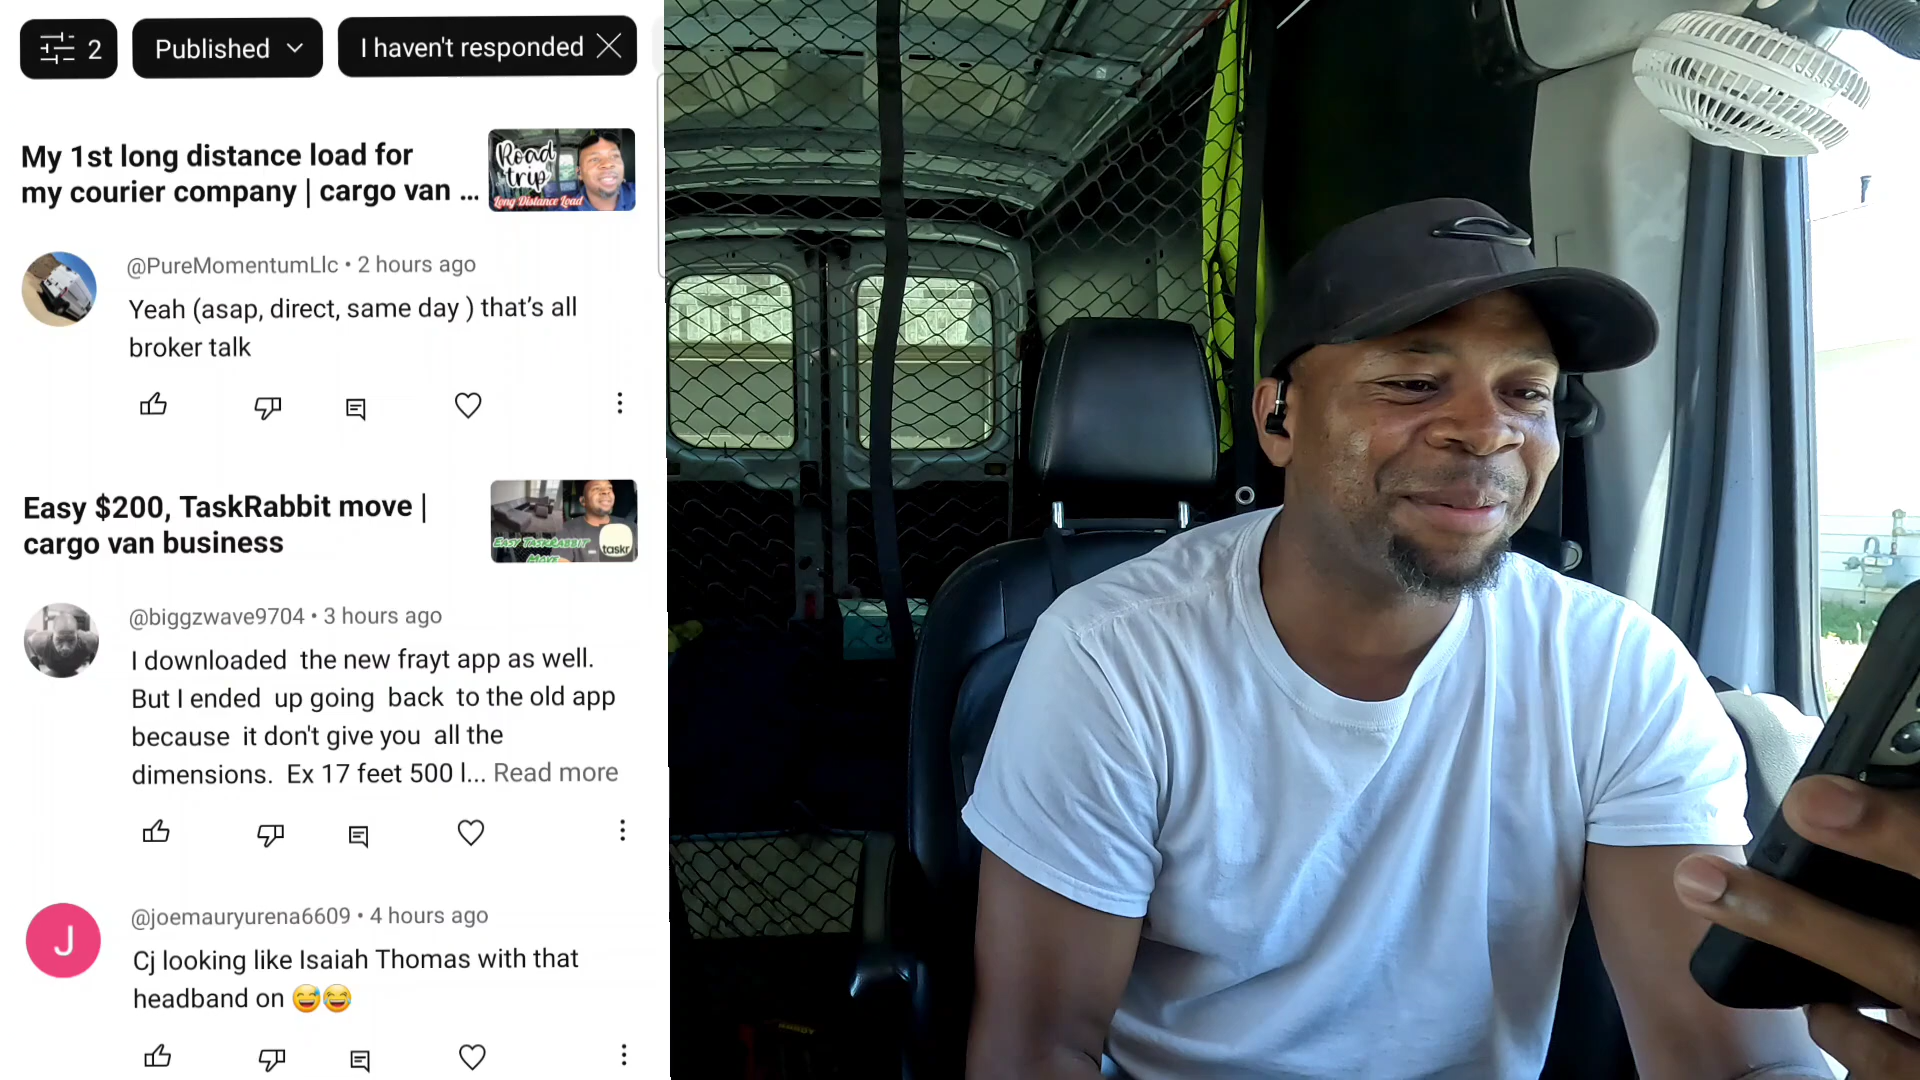 2
Published
I haven't responded
My 1st long distance load for
my courier company | cargo van ...
Road
trip
Long Distance Load
@PureMomentumLlc • 2 hours ago
Yeah (asap, direct, same day ) that’s all
broker talk
Easy $200, TaskRabbit move |
cargo van business
EASY TASKRABBIT
MOVE
taskr
@biggzwave9704 • 3 hours ago
I downloaded the new frayt app as well.
But I ended up going back to the old app
because it don't give you all the
dimensions. Ex 17 feet 500 l... Read more
J
@joemauryurena6609 • 4 hours ago
Cj looking like Isaiah Thomas with that
headband on 😅😂